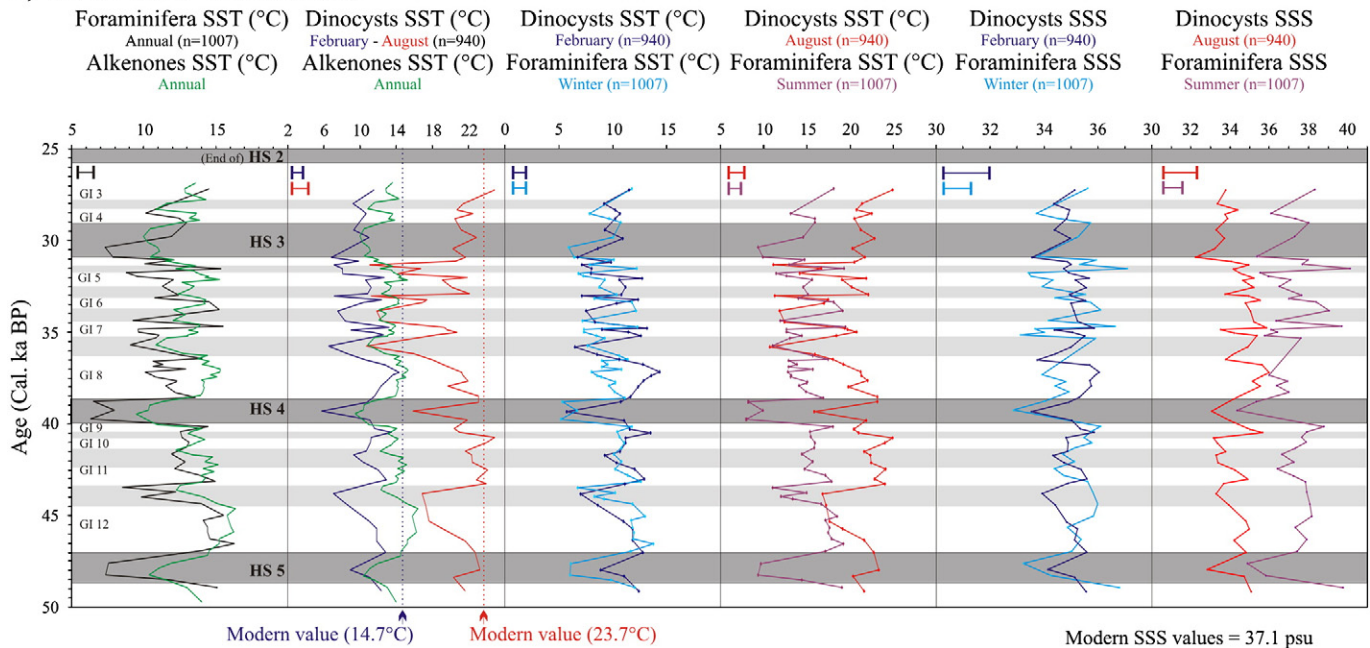 Foraminifera SST (°C)
Annual (n=1007)
Alkenones SST (°C)
Annual
Dinocysts SST (°C)
February - August (n=940)
Alkenones SST (°C)
Annual
Dinocysts SST (°C)
February (n=940)
Foraminifera SST (°C)
Winter (n=1007)
Dinocysts SST (°C)
August (n=940)
Foraminifera SST (°C)
Summer (n=1007)
Dinocysts SSS
February (n=940)
Foraminifera SSS
Winter (n=1007)
Dinocysts SSS
August (n=940)
Foraminifera SSS
Summer (n=1007)
5 10 15
2 6 10 14 18 22
0 5 10 15
5 10 15 20 25
30 32 34 36
30 32 34 36 38 40
Age (Cal. ka BP)
25
30
35
40
45
50
(End of) HS 2
GI 3
GI 4
HS 3
GI 5
GI 6
GI 7
GI 8
HS 4
GI 9
GI 10
GI 11
GI 12
HS 5
Modern value (14.7°C)
Modern value (23.7°C)
Modern SSS values = 37.1 psu